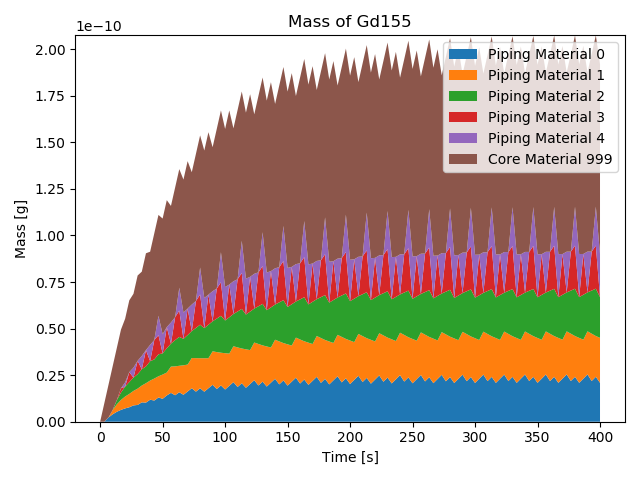 Mass of Gd155
1e−10
2.00
1.75
1.50
1.25
1.00
0.75
0.50
0.25
0.00
Mass [g]
Piping Material 0
Piping Material 1
Piping Material 2
Piping Material 3
Piping Material 4
Core Material 999
0 50 100 150 200 250 300 350 400
Time [s]